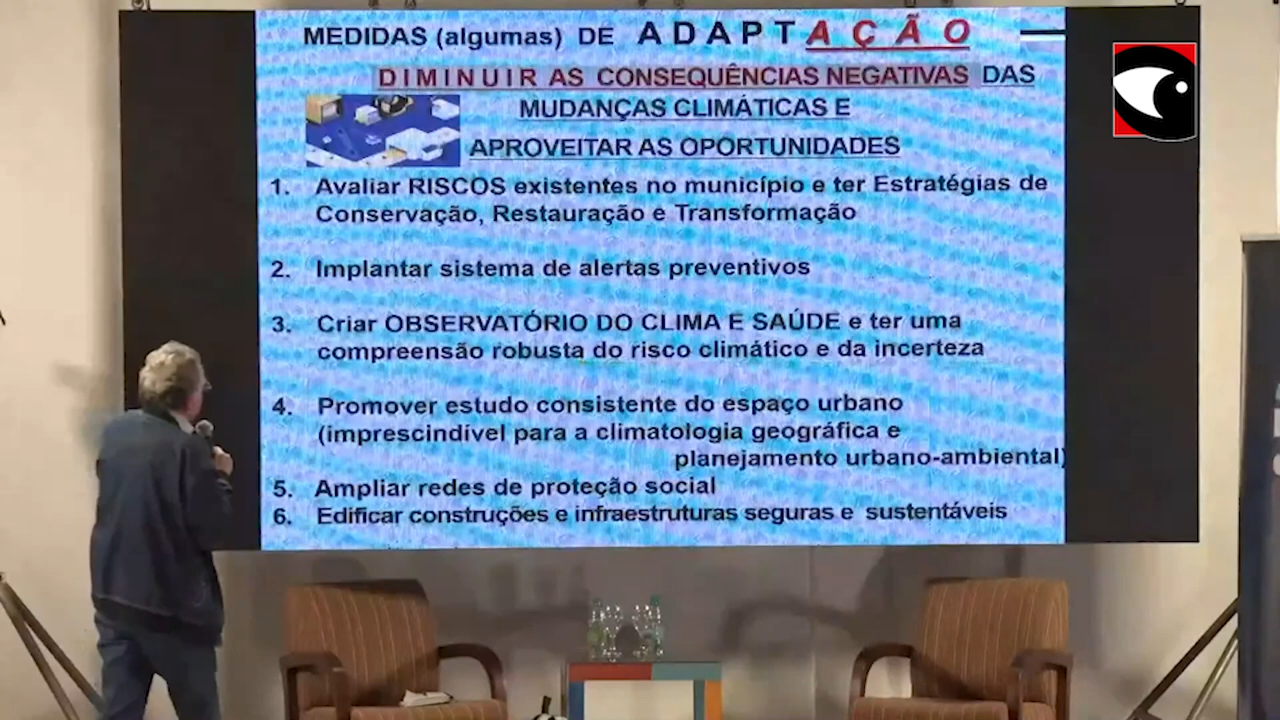 MEDIDAS (algumas) DE ADAPTAÇÃO
DIMINUIR AS CONSEQUÊNCIAS NEGATIVAS DAS
MUDANÇAS CLIMÁTICAS E
APROVEITAR AS OPORTUNIDADES
1. Avaliar RISCOS existentes no município e ter Estratégias de
Conservação, Restauração e Transformação
2. Implantar sistema de alertas preventivos
3. Criar OBSERVATÓRIO DO CLIMA E SAÚDE e ter uma
compreensão robusta do risco climático e da incerteza
4. Promover estudo consistente do espaço urbano
(imprescindível para a climatologia geográfica e
planejamento urbano-ambiental)
5. Ampliar redes de proteção social
6. Edificar construções e infraestruturas seguras e sustentáveis